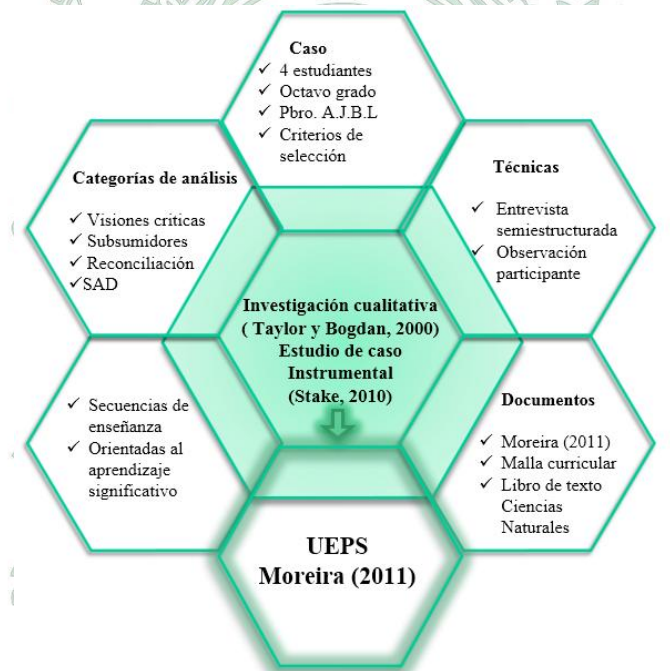 Caso
✓ 4 estudiantes
✓ Octavo grado
✓ Pbro. A.J.B.L
✓ Criterios de
selección
Categorías de análisis
✓ Visiones criticas
✓ Subsumidores
✓ Reconciliación
✓ SAD
Técnicas
✓ Entrevista
semiestructurada
✓ Observación
participante
Investigación cualitativa
( Taylor y Bogdan, 2000)
Estudio de caso
Instrumental
(Stake, 2010)
✓ Secuencias de
enseñanza
✓ Orientadas al
aprendizaje
significativo
Documentos
✓ Moreira (2011)
✓ Malla curricular
✓ Libro de texto
Ciencias
Naturales
UEPS
Moreira (2011)